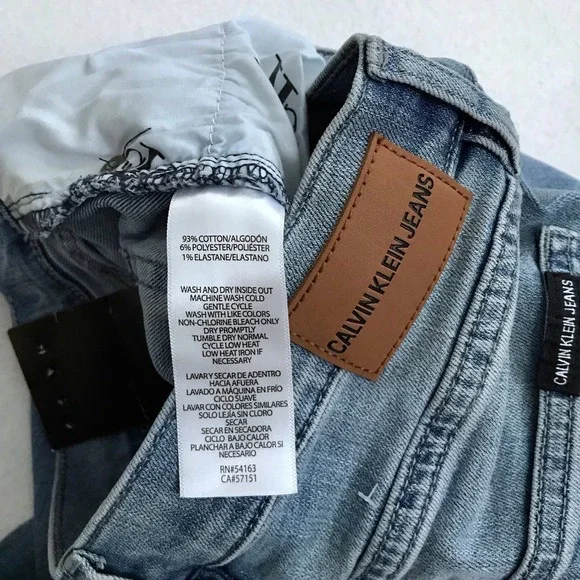 93% COTTON/ALGODÓN
6% POLYESTER/POLIÉSTER
1% ELASTANE/ELASTANO
WASH AND DRY INSIDE OUT
MACHINE WASH COLD
GENTLE CYCLE
WASH WITH LIKE COLORS
NON-CHLORINE BLEACH ONLY
DRY PROMPTLY
TUMBLE DRY NORMAL
CYCLE LOW HEAT
LOW HEAT IRON IF
NECESSARY
LAVAR Y SECAR DE ADENTRO
HACIA AFUERA
LAVADO A MÁQUINA EN FRÍO
CICLO SUAVE
LAVAR CON COLORES SIMILARES
SOLO LEJÍA SIN CLORO
SECAR
SECAR EN SECADORA
CICLO BAJO CALOR
PLANCHAR A BAJO CALOR SI
ES NECESARIO
RN#54163
CA#57151
CALVIN KLEIN JEANS
CALVIN KLEIN JEANS